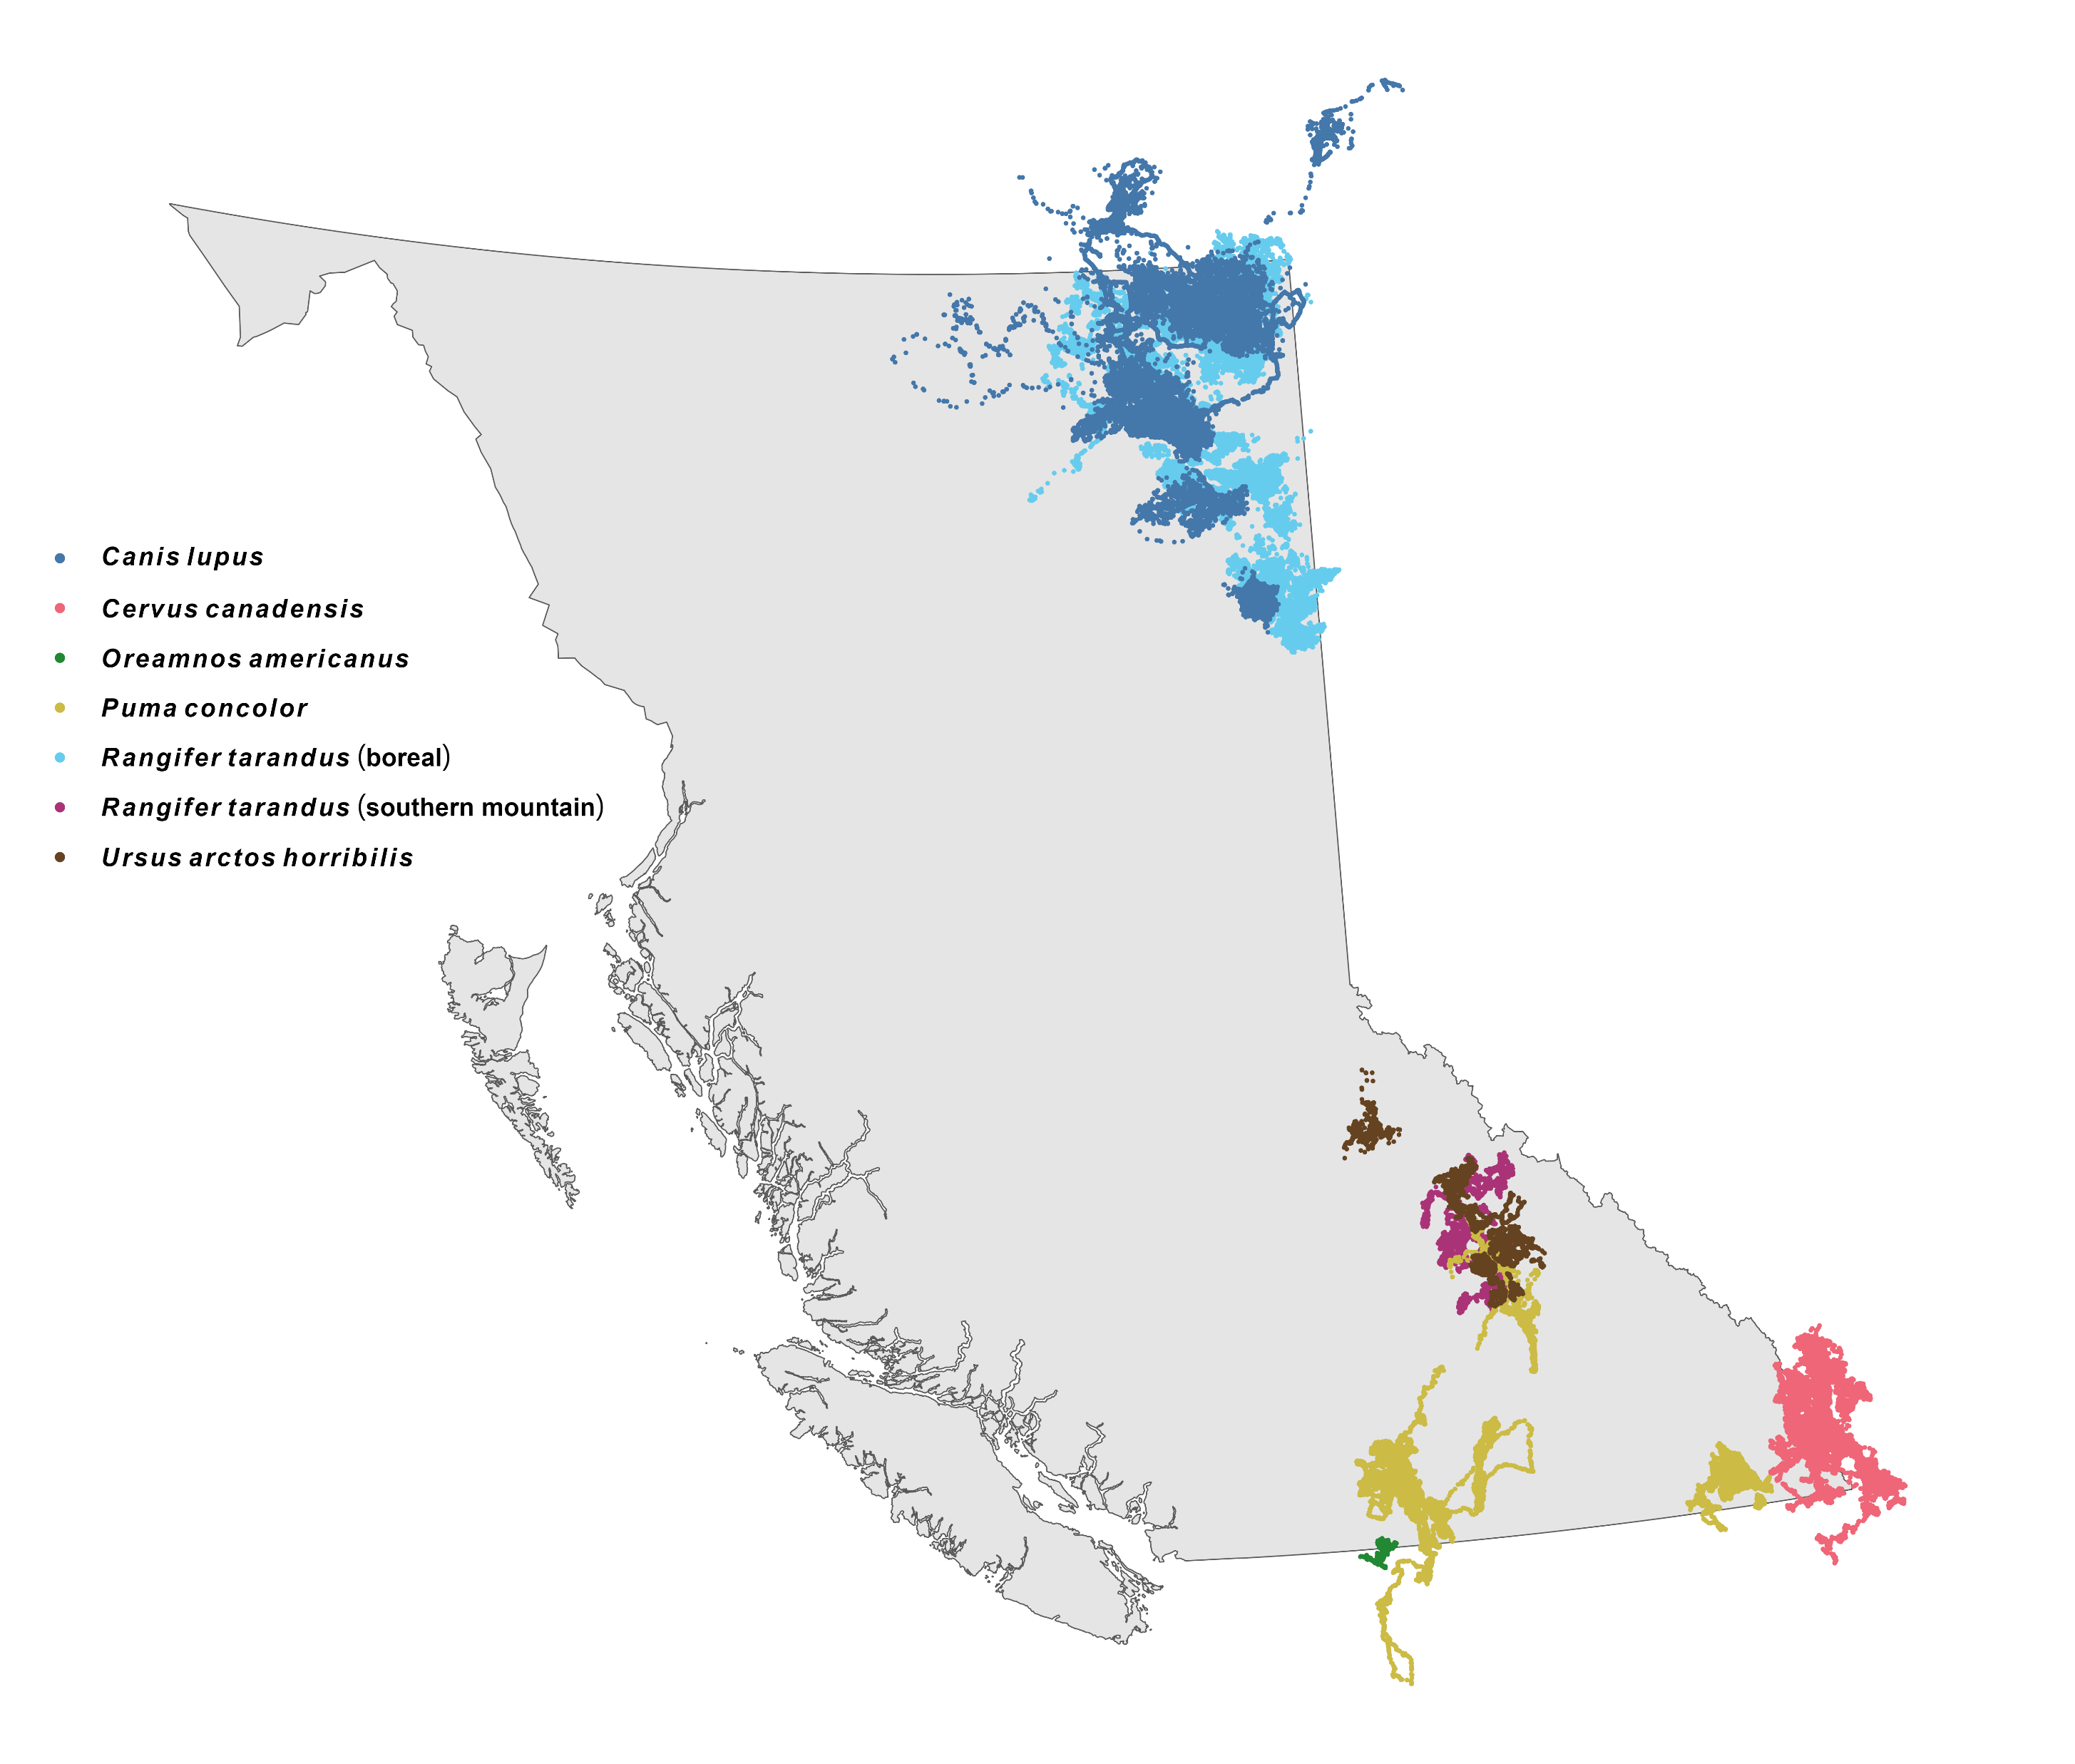 Canis lupus
Cervus canadensis
Oreamnos americanus
Puma concolor
Rangifer tarandus (boreal)
Rangifer tarandus (southern mountain)
Ursus arctos horribilis